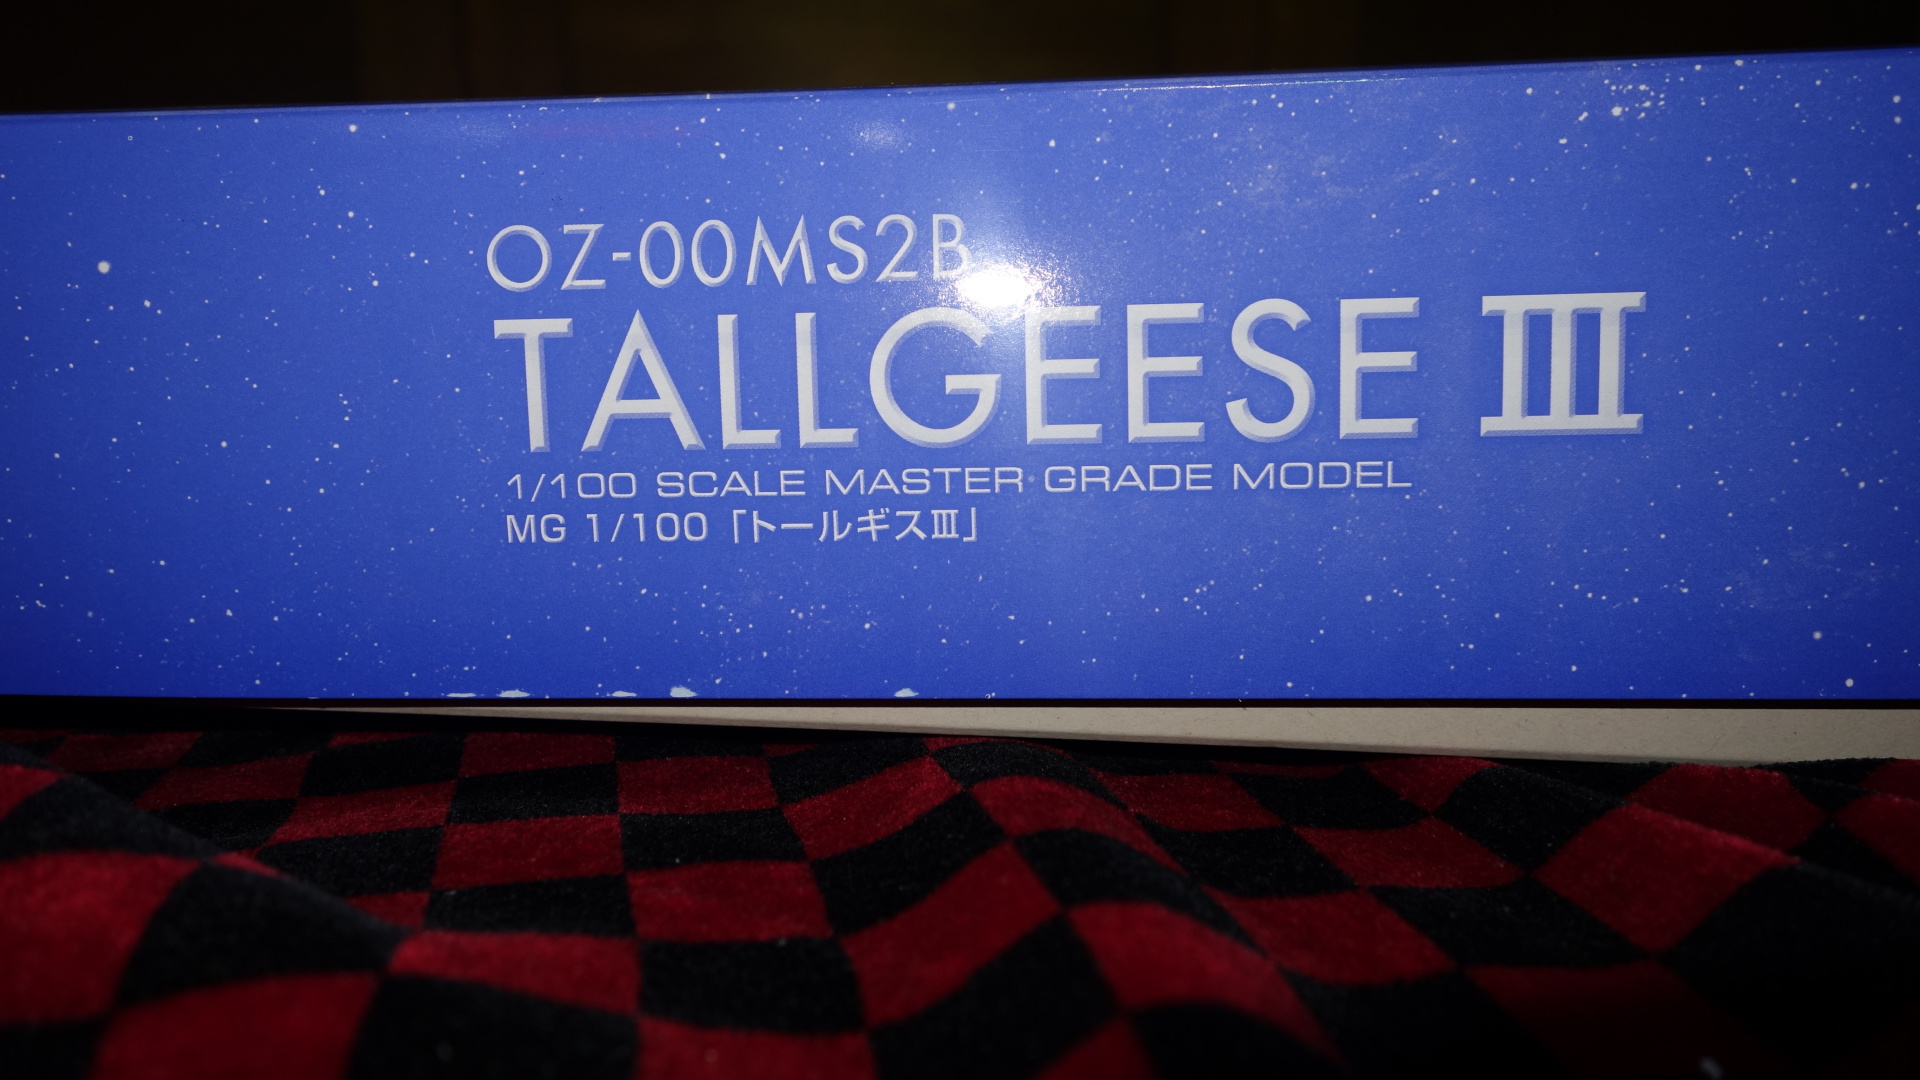 OZ-00MS2B
TALLGEESE III
1/100 SCALE MASTER GRADE MODEL
MG 1/100 「トールギスⅢ」